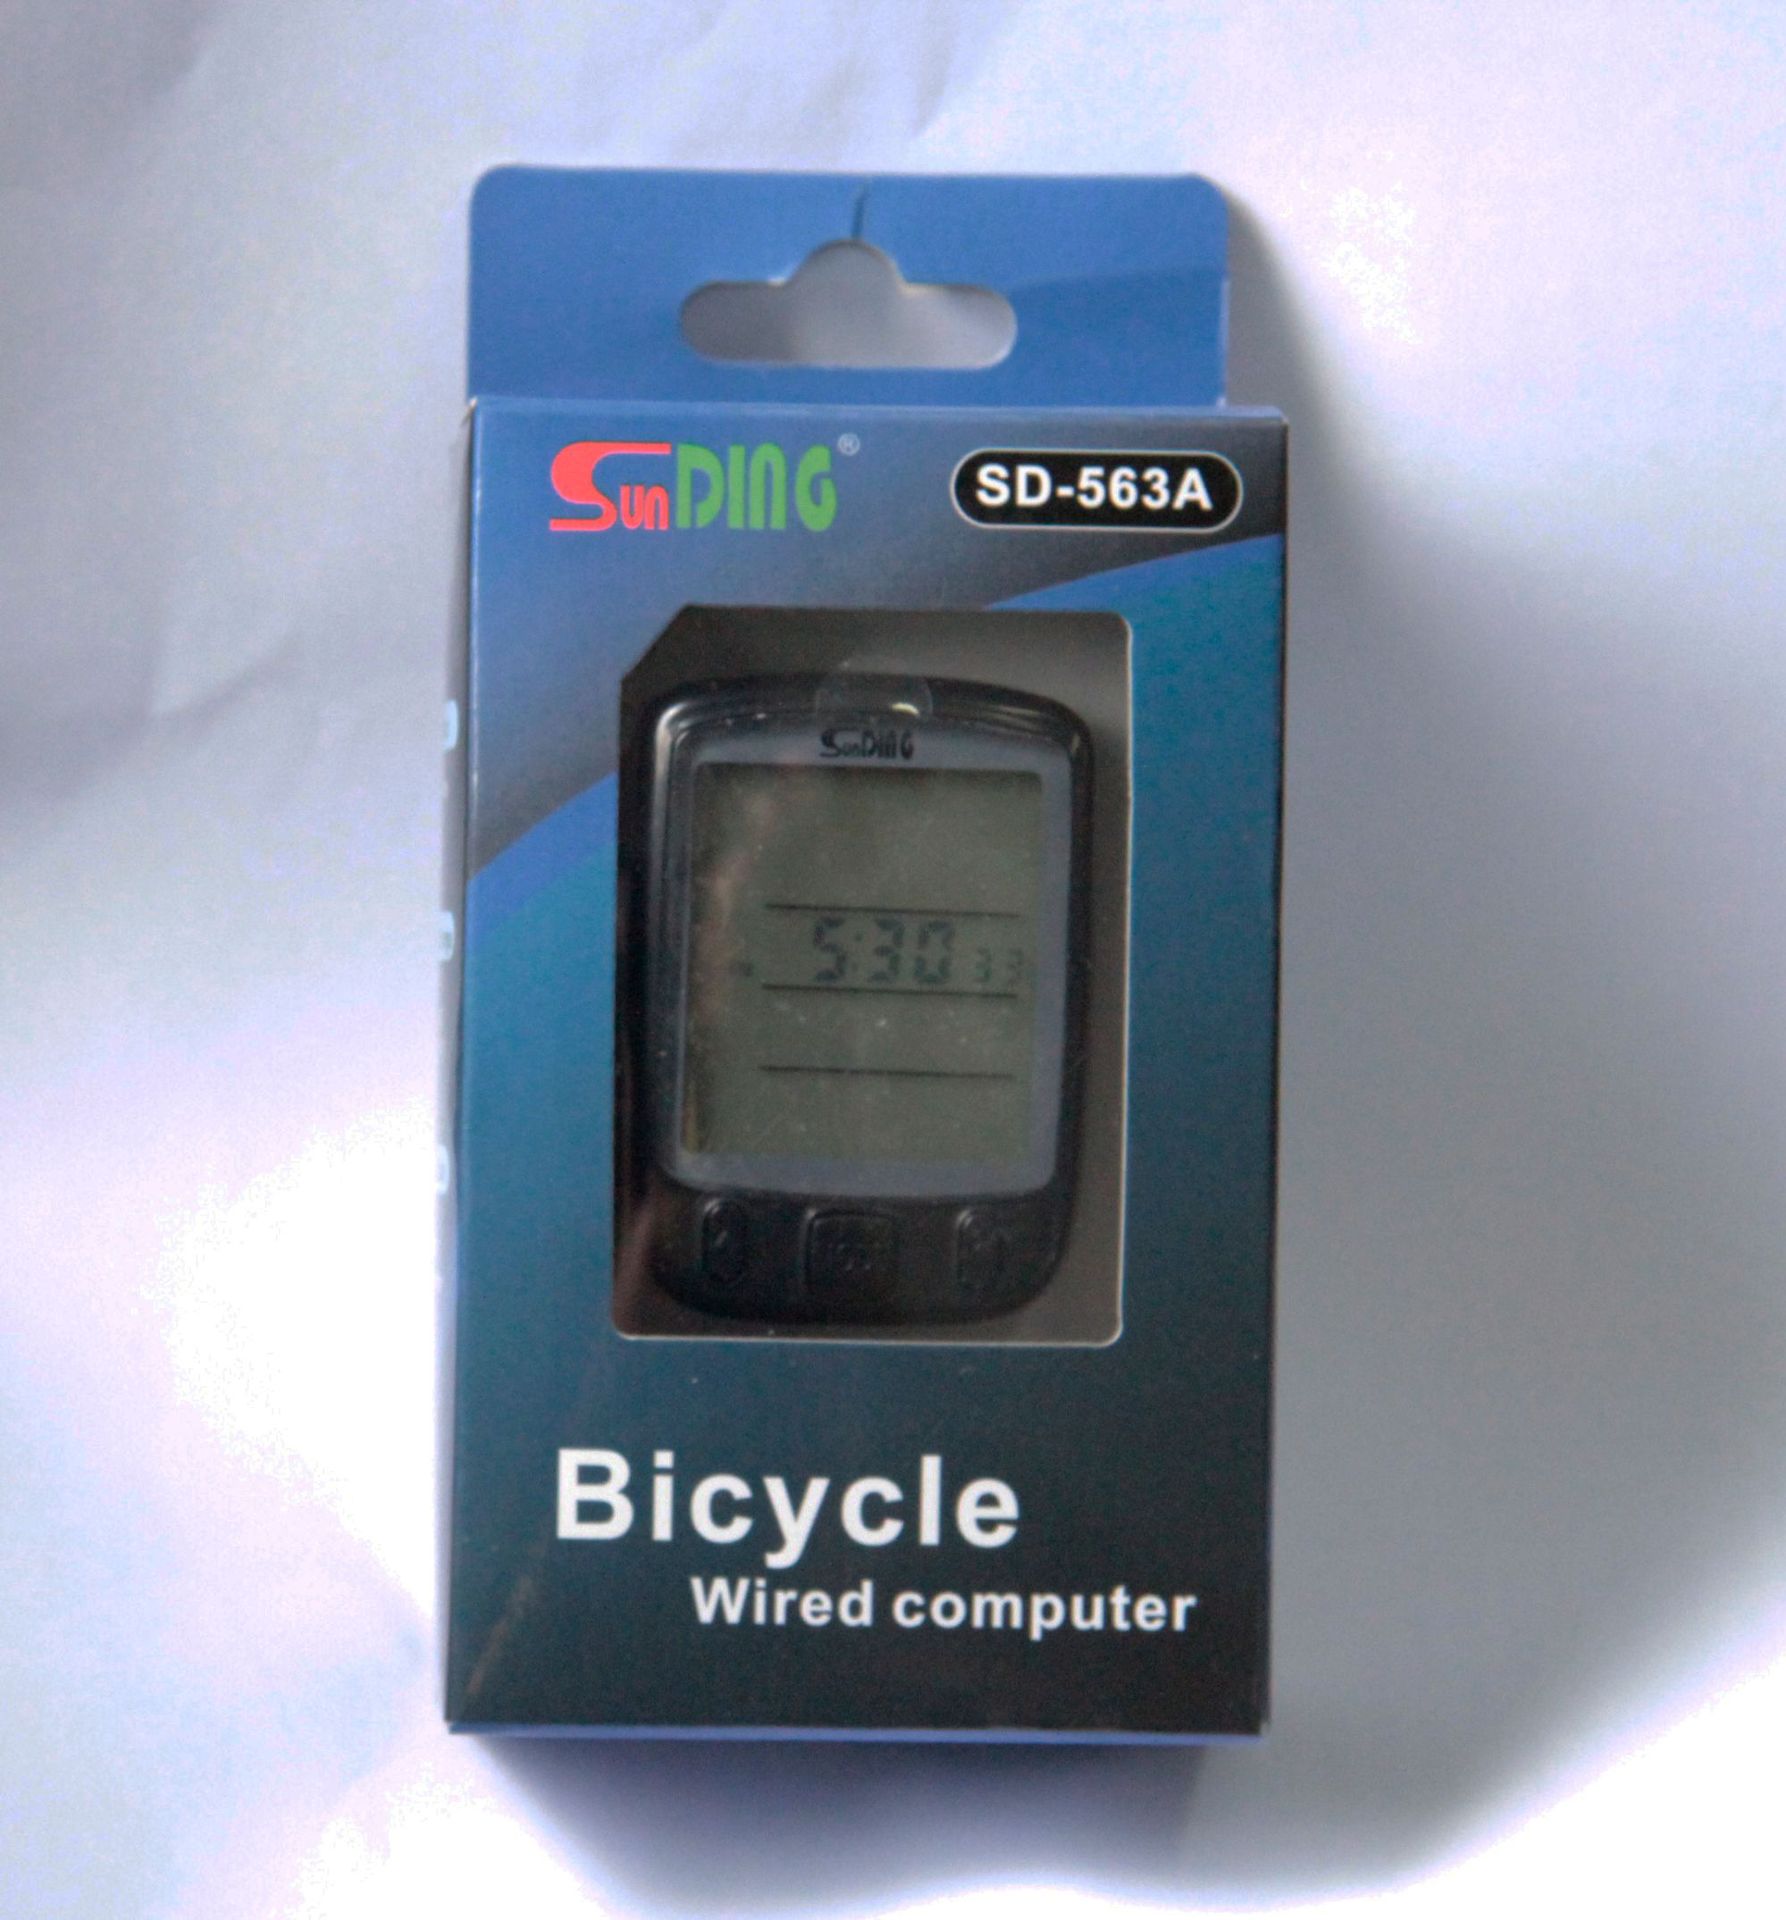 SunDING®
SD-563A
SunDING
5:30 33
Bicycle
Wired computer